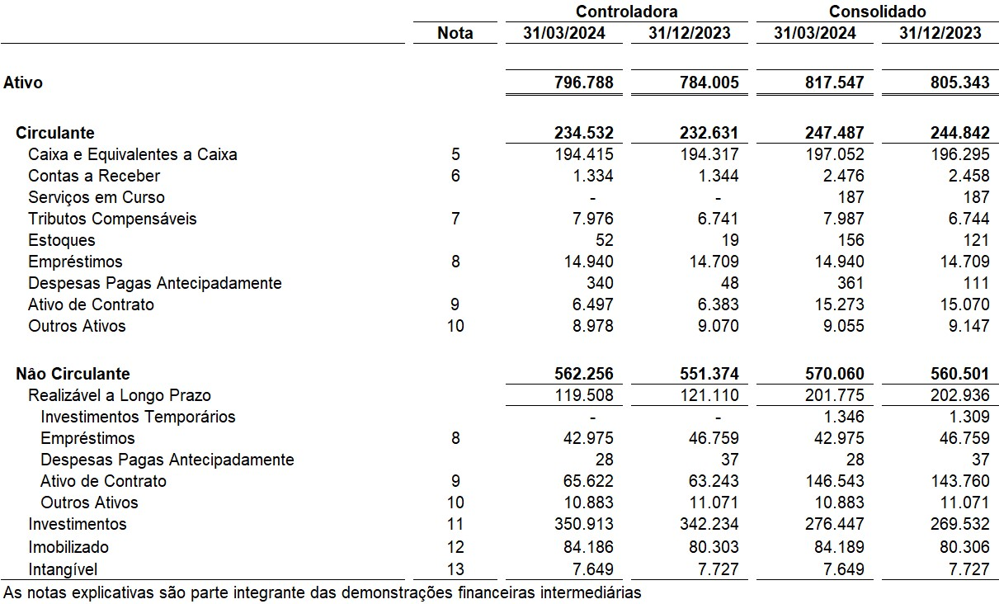 Controladora Consolidado
Nota 31/03/2024 31/12/2023 31/03/2024 31/12/2023
Ativo 796.788 784.005 817.547 805.343
Circulante 234.532 232.631 247.487 244.842
Caixa e Equivalentes a Caixa 5 194.415 194.317 197.052 196.295
Contas a Receber 6 1.334 1.344 2.476 2.458
Serviços em Curso - - 187 187
Tributos Compensáveis 7 7.976 6.741 7.987 6.744
Estoques 52 19 156 121
Empréstimos 8 14.940 14.709 14.940 14.709
Despesas Pagas Antecipadamente 340 48 361 111
Ativo de Contrato 9 6.497 6.383 15.273 15.070
Outros Ativos 10 8.978 9.070 9.055 9.147
Nâo Circulante 562.256 551.374 570.060 560.501
Realizável a Longo Prazo 119.508 121.110 201.775 202.936
Investimentos Temporários - - 1.346 1.309
Empréstimos 8 42.975 46.759 42.975 46.759
Despesas Pagas Antecipadamente 28 37 28 37
Ativo de Contrato 9 65.622 63.243 146.543 143.760
Outros Ativos 10 10.883 11.071 10.883 11.071
Investimentos 11 350.913 342.234 276.447 269.532
Imobilizado 12 84.186 80.303 84.189 80.306
Intangível 13 7.649 7.727 7.649 7.727
As notas explicativas são parte integrante das demonstrações financeiras intermediárias